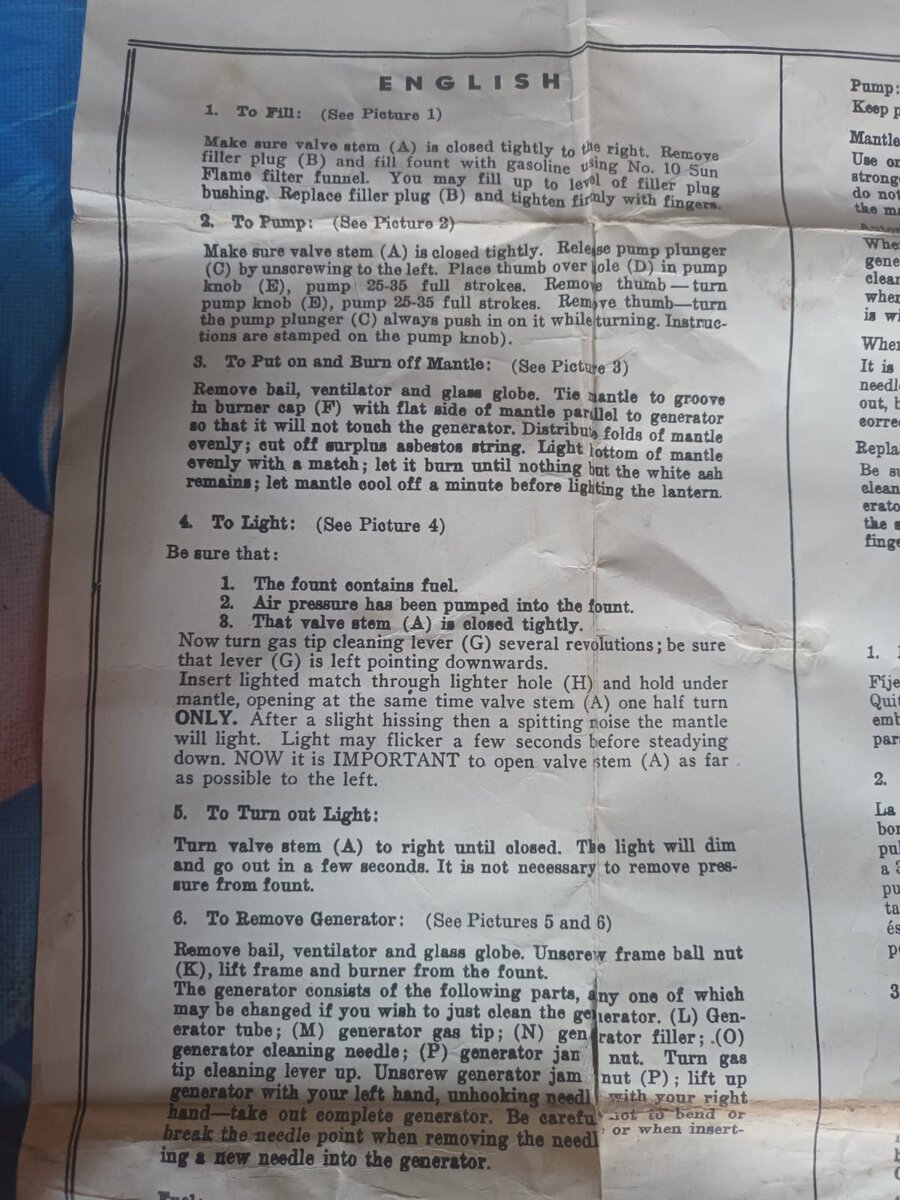 ENGLISH
1. To Fill: (See Picture 1)
Make sure valve stem (A) is closed tightly to the right. Remove
filler plug (B) and fill fount with gasoline using No. 10 Sun
Flame filter funnel. You may fill up to level of filler plug
bushing. Replace filler plug (B) and tighten firmly with fingers.
2. To Pump: (See Picture 2)
Make sure valve stem (A) is closed tightly. Release pump plunger
(C) by unscrewing to the left. Place thumb over hole (D) in pump
knob (E), pump 25-35 full strokes. Remove thumb—turn
pump knob (E), pump 25-35 full strokes. Remove thumb—turn
the pump plunger (C) always push in on it while turning. Instruc-
tions are stamped on the pump knob).
3. To Put on and Burn off Mantle: (See Picture 3)
Remove bail, ventilator and glass globe. Tie mantle to groove
in burner cap (F) with flat side of mantle parallel to generator
so that it will not touch the generator. Distribute folds of mantle
evenly; cut off surplus asbestos string. Light bottom of mantle
evenly with a match; let it burn until nothing but the white ash
remains; let mantle cool off a minute before lighting the lantern.
4. To Light: (See Picture 4)
Be sure that:
1. The fount contains fuel.
2. Air pressure has been pumped into the fount.
3. That valve stem (A) is closed tightly.
Now turn gas tip cleaning lever (G) several revolutions; be sure
that lever (G) is left pointing downwards.
Insert lighted match through lighter hole (H) and hold under
mantle, opening at the same time valve stem (A) one half turn
ONLY. After a slight hissing then a spitting noise the mantle
will light. Light may flicker a few seconds before steadying
down. NOW it is IMPORTANT to open valve stem (A) as far
as possible to the left.
5. To Turn out Light:
Turn valve stem (A) to right until closed. The light will dim
and go out in a few seconds. It is not necessary to remove pres-
sure from fount.
6. To Remove Generator: (See Pictures 5 and 6)
Remove bail, ventilator and glass globe. Unscrew frame ball nut
(K), lift frame and burner from the fount.
The generator consists of the following parts, any one of which
may be changed if you wish to just clean the generator. (L) Gen-
erator tube; (M) generator gas tip; (N) generator filler; (O)
generator cleaning needle; (P) generator jam nut. Turn gas
tip cleaning lever up. Unscrew generator jam nut (P); lift up
generator with your left hand, unhooking needl with your right
hand—take out complete generator. Be careful not to bend or
break the needle point when removing the needl or when insert-
ing a new needle into the generator.
Pump:
Keep p
Mantle
Use on
strong
do not
the ma
Whe
gene
clean
wher
is wi
Wher
It is
needl
out, b
corre
Repla
Be su
clean
erato
the s
finge
1.
Fíje
Quit
emb
par
2.
La
bor
pu
a 3
pu
ta
és
p
3